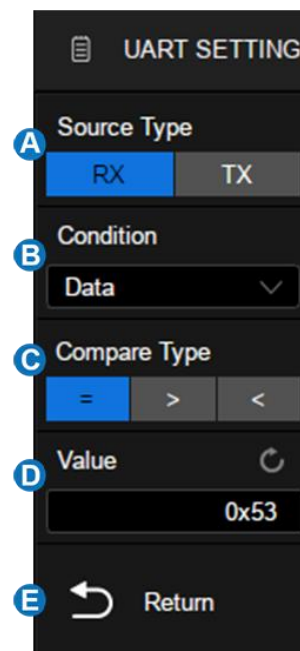 UART SETTING
A
Source Type
RX TX
B
Condition
Data
C
Compare Type
= > <
D
Value
0x53
E
Return